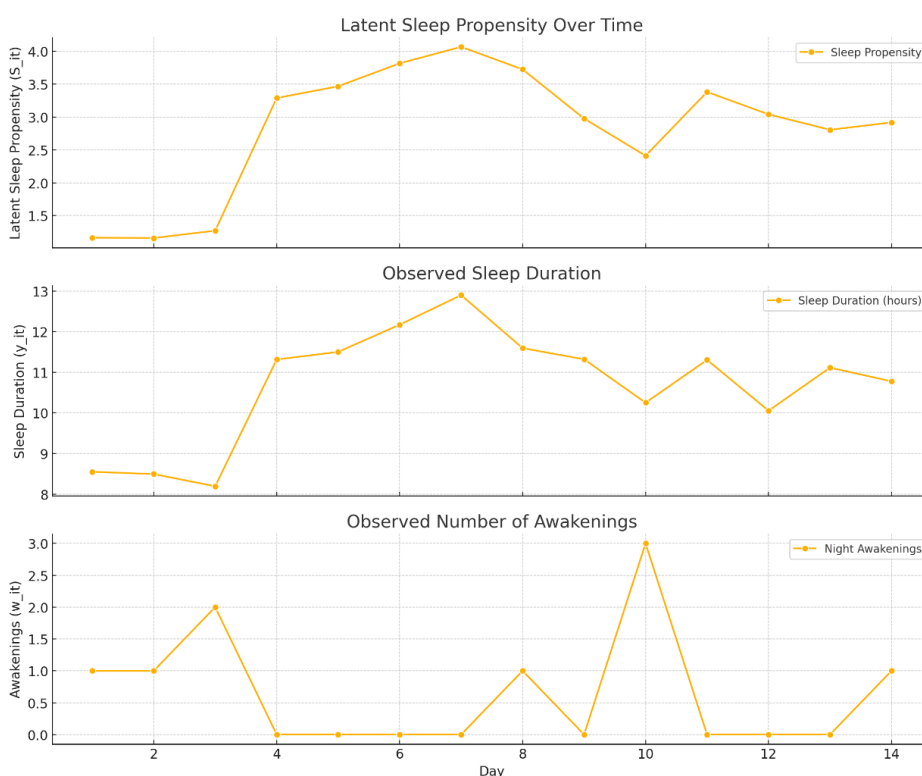 Latent Sleep Propensity Over Time
Latent Sleep Propensity (S_it)
4.0
3.5
3.0
2.5
2.0
1.5
Sleep Propensity
Observed Sleep Duration
Sleep Duration (y_it)
13
12
11
10
9
8
Sleep Duration (hours)
Observed Number of Awakenings
Awakenings (w_it)
3.0
2.5
2.0
1.5
1.0
0.5
0.0
Night Awakenings
2 4 6 8 10 12 14
Day